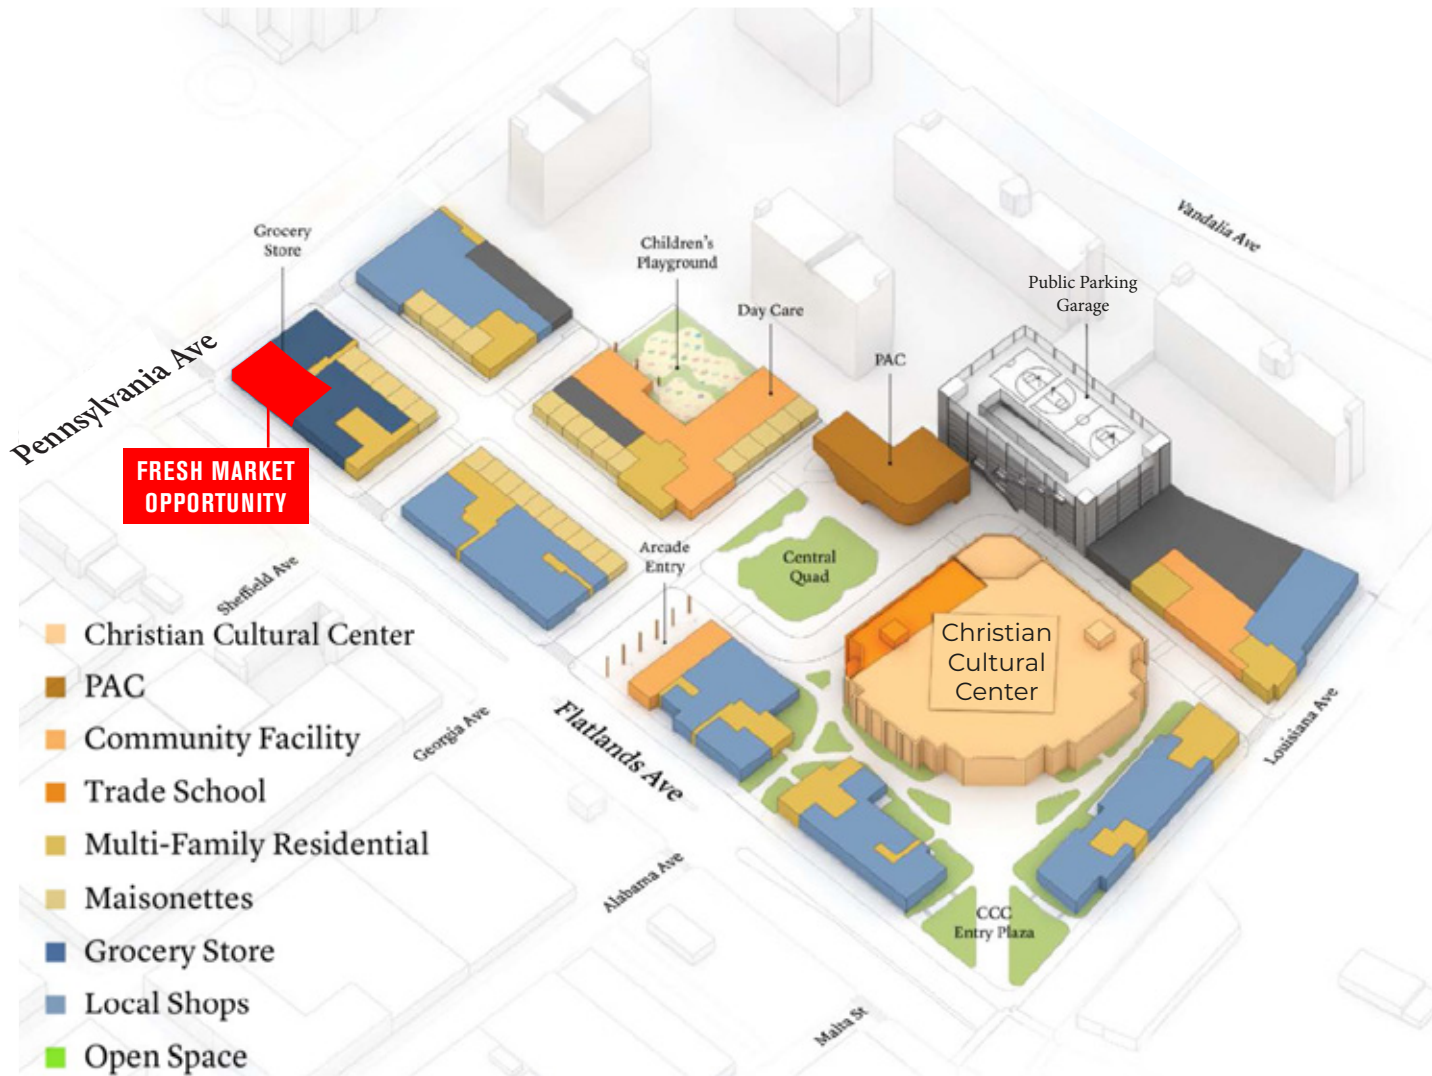 Vandalia Ave
Grocery
Store
Children's
Playground
Public Parking
Garage
Day Care
PAC
Pennsylvania Ave
FRESH MARKET
OPPORTUNITY
Arcade
Entry
Central
Quad
Sheffield Ave
Christian
Cultural
Center
Georgia Ave
Flatlands Ave
Louisiana Ave
Alabama Ave
CCC
Entry Plaza
Malta St
Christian Cultural Center
PAC
Community Facility
Trade School
Multi-Family Residential
Maisonettes
Grocery Store
Local Shops
Open Space